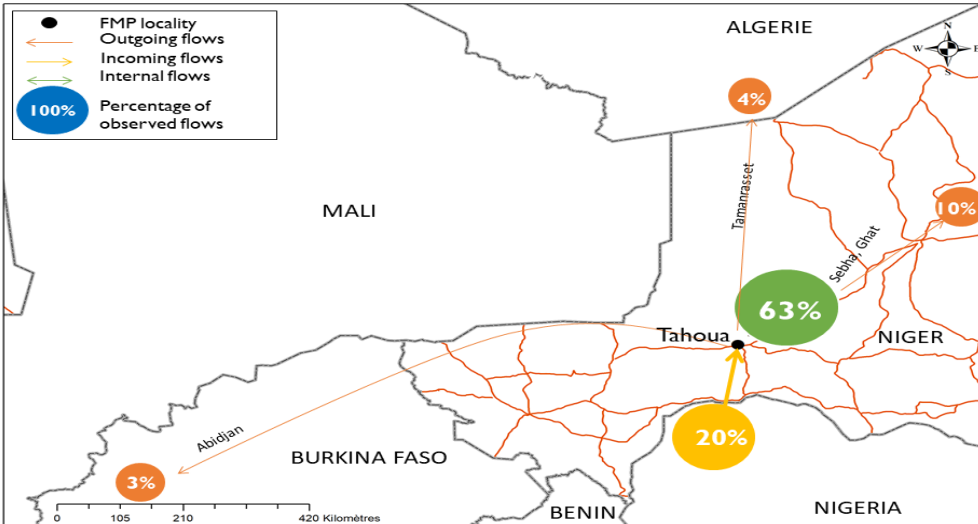 FMP locality
Outgoing flows
Incoming flows
Internal flows
100%
Percentage of
observed flows
ALGERIE
N
W
E
S
4%
MALI
Tamanrasset
10%
Sebha, Ghat
63%
Tahoua
NIGER
20%
Abidjan
BURKINA FASO
3%
BENIN
NIGERIA
0 105 210 420 Kilomètres